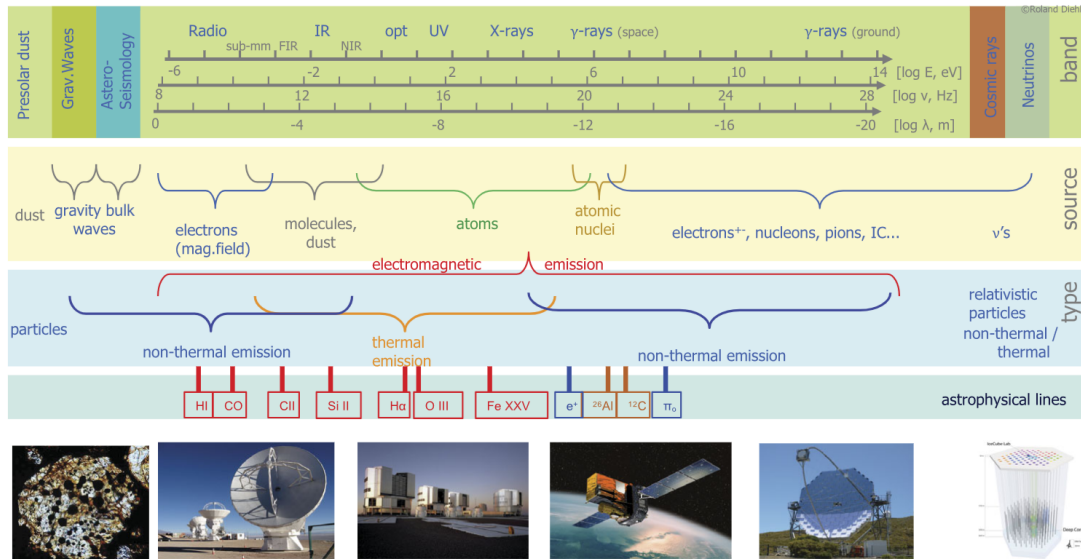 ©Roland Diehl
Presolar dust
Grav.Waves
Astero-
Seismology
Radio
sub-mm
FIR
IR
NIR
opt
UV
X-rays
γ-rays (space)
γ-rays (ground)
-6
-2
2
6
10
14
[log E, eV]
8
12
18
21
24
28
[log ν, Hz]
0
-4
-8
-12
-16
-20
[log λ, m]
Cosmic rays
Neutrinos
band
dust
gravity bulk
waves
electrons
(mag.field)
molecules,
dust
atoms
atomic
nuclei
electrons⁺⁻, nucleons, pions, IC...
ν's
source
electromagnetic
emission
particles
non-thermal emission
thermal
emission
non-thermal emission
relativistic
particles
non-thermal /
thermal
type
HI
CO
CII
Si II
Hα
O III
Fe XXV
e⁺
²⁶Al
¹²C
π₀
astrophysical lines
IceCube Lab